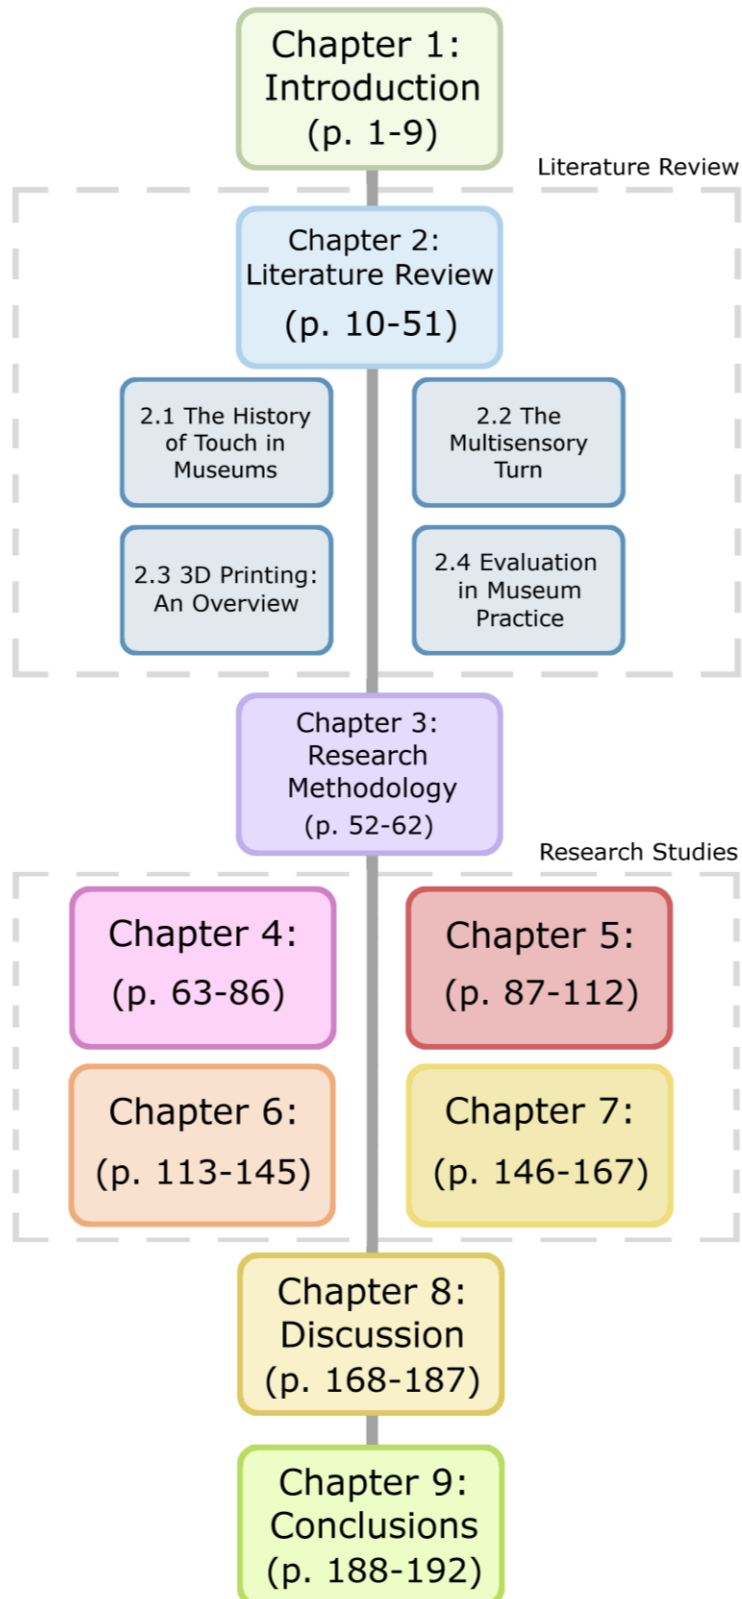 Chapter 1:
Introduction
(p. 1-9)
Literature Review
Chapter 2:
Literature Review
(p. 10-51)
2.1 The History
of Touch in
Museums
2.2 The
Multisensory
Turn
2.3 3D Printing:
An Overview
2.4 Evaluation
in Museum
Practice
Chapter 3:
Research
Methodology
(p. 52-62)
Research Studies
Chapter 4:
(p. 63-86)
Chapter 5:
(p. 87-112)
Chapter 6:
(p. 113-145)
Chapter 7:
(p. 146-167)
Chapter 8:
Discussion
(p. 168-187)
Chapter 9:
Conclusions
(p. 188-192)